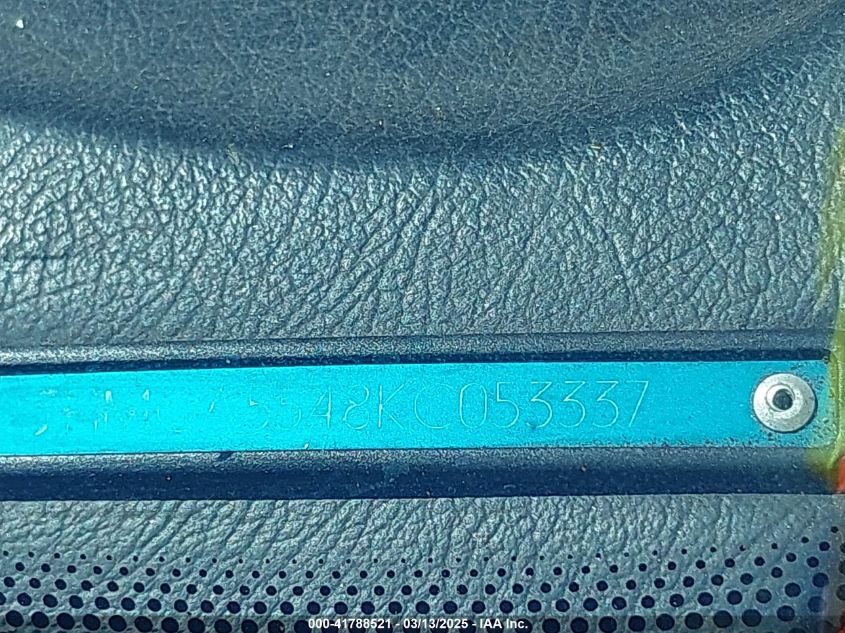 5548KC053337
000-41788521 - 03/13/2025 - IAA Inc.